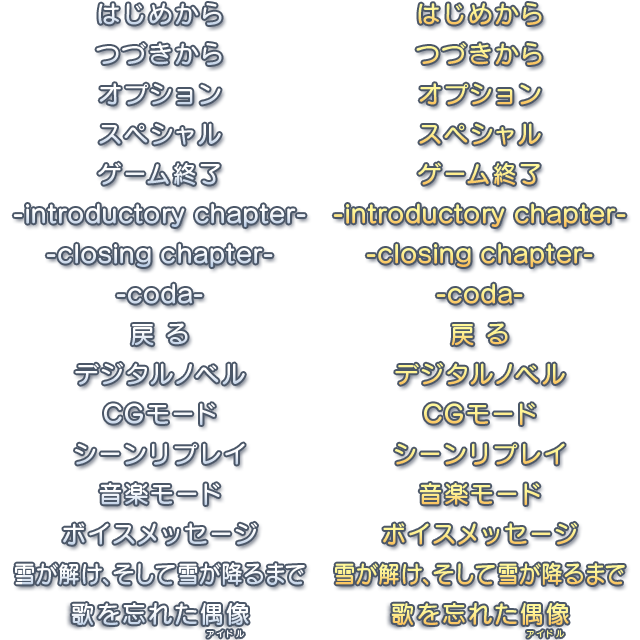 はじめから はじめから
つづきから つづきから
オプション オプション
スペシャル スペシャル
ゲーム終了 ゲーム終了
-introductory chapter- -introductory chapter-
-closing chapter- -closing chapter-
-coda- -coda-
戻る 戻る
デジタルノベル デジタルノベル
CGモード CGモード
シーンリプレイ シーンリプレイ
音楽モード 音楽モード
ボイスメッセージ ボイスメッセージ
雪が解け、そして雪が降るまで 雪が解け、そして雪が降るまで
歌を忘れた偶像 歌を忘れた偶像
アイドル アイドル